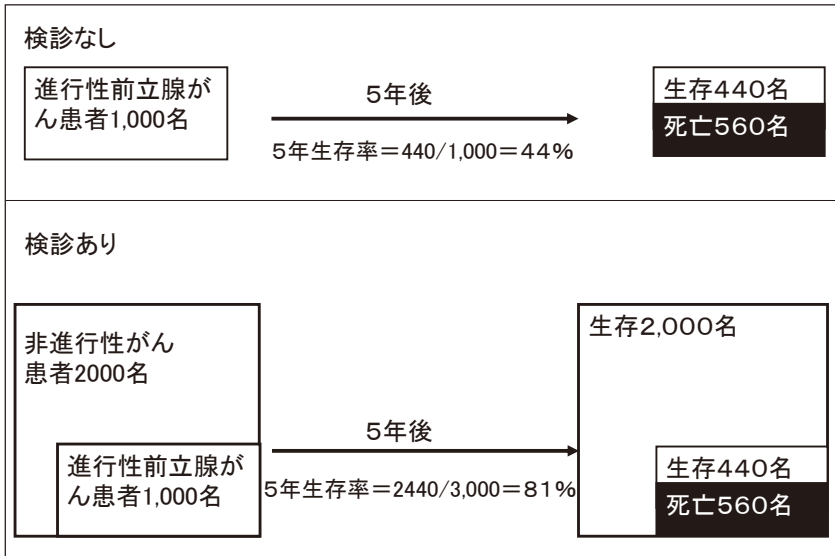 検診なし
進行性前立腺が
ん患者1,000名
5年後
5年生存率＝440/1,000＝44%
生存440名
死亡560名
検診あり
非進行性がん
患者2000名
進行性前立腺が
ん患者1,000名
5年後
5年生存率＝2440/3,000＝81%
生存2,000名
生存440名
死亡560名